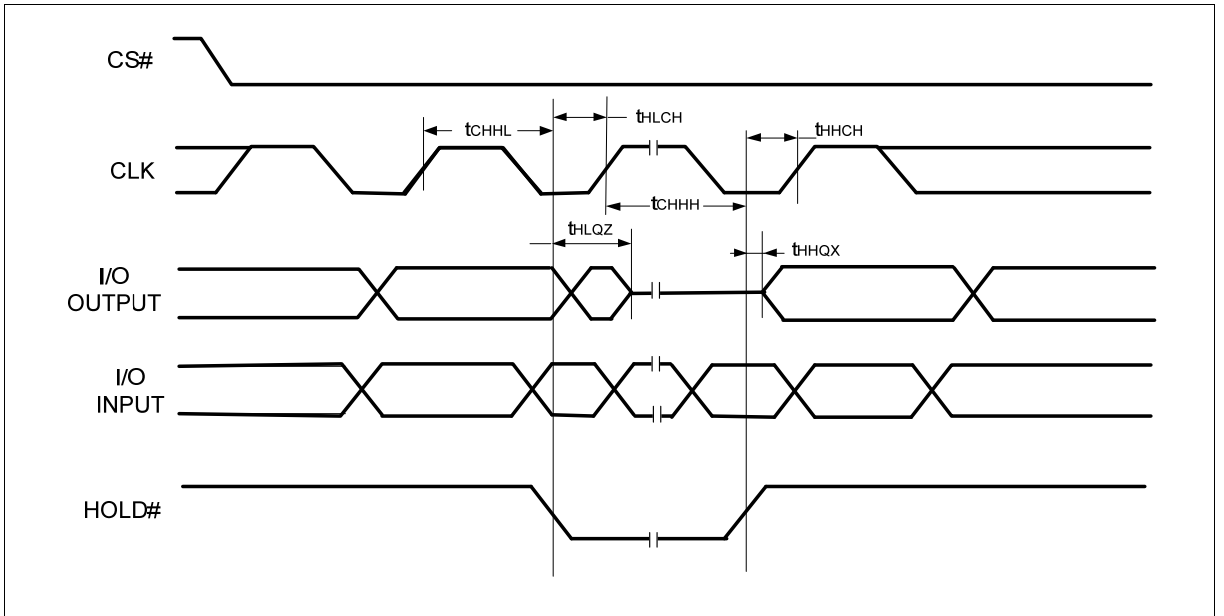 CS#
tHLCH
tCHHL
tHHCH
CLK
tCHHH
tHLQZ
tHHQX
I/O
OUTPUT
I/O
INPUT
HOLD#